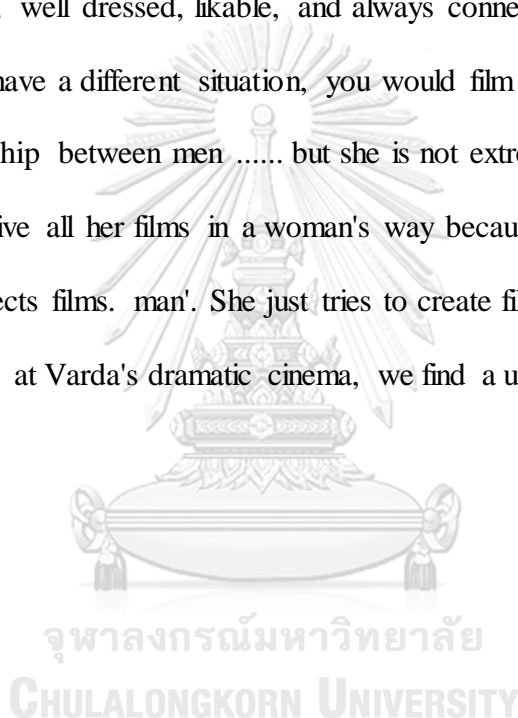 well dressed, likable, and always conne
have a different situation, you would film
ship between men ...... but she is not extre
ive all her films in a woman's way becau
ects films. man'. She just tries to create fil
at Varda's dramatic cinema, we find a u
จุฬาลงกรณ์มหาวิทยาลัย
CHULALONGKORN UNIVERSITY